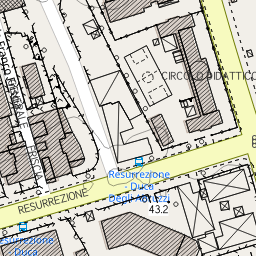 CIRCOLO DIDATTICO
Resurrezione
- Duca
Degli Abruzzi
43.2
RESURREZIONE
Resurrezione
- Duca